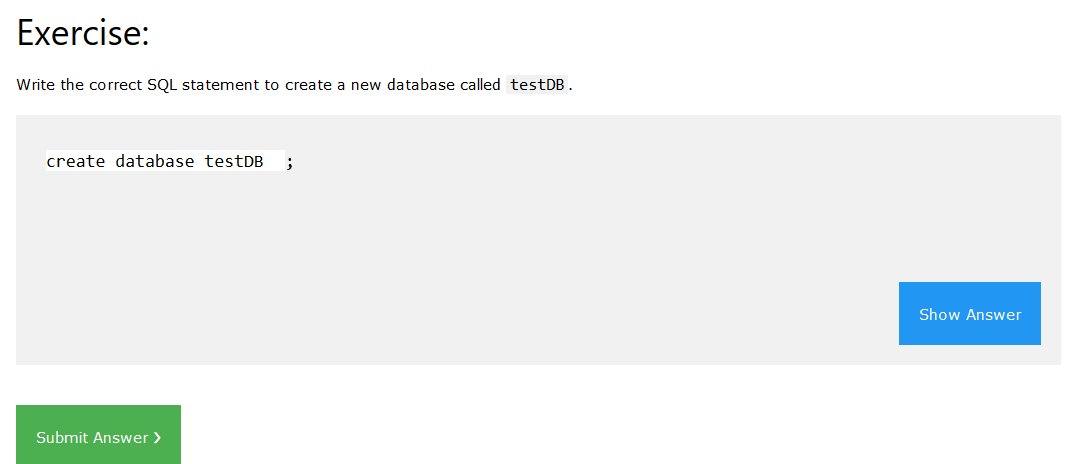 Exercise:
Write the correct SQL statement to create a new database called testDB.
create database testDB ;
Show Answer
Submit Answer ❯